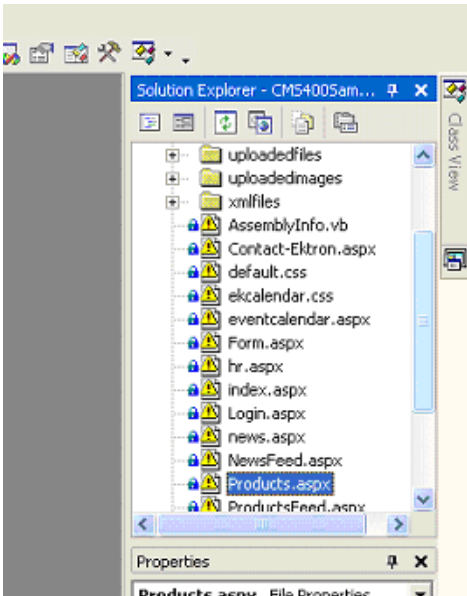 Solution Explorer - CMS400Sam...
Class View
uploadedfiles
uploadedimages
xmlfiles
AssemblyInfo.vb
Contact-Ektron.aspx
default.css
ekcalendar.css
eventcalendar.aspx
Form.aspx
hr.aspx
index.aspx
Login.aspx
news.aspx
NewsFeed.aspx
Products.aspx
ProductsFeed.aspx
Properties
Products.aspx File Properties